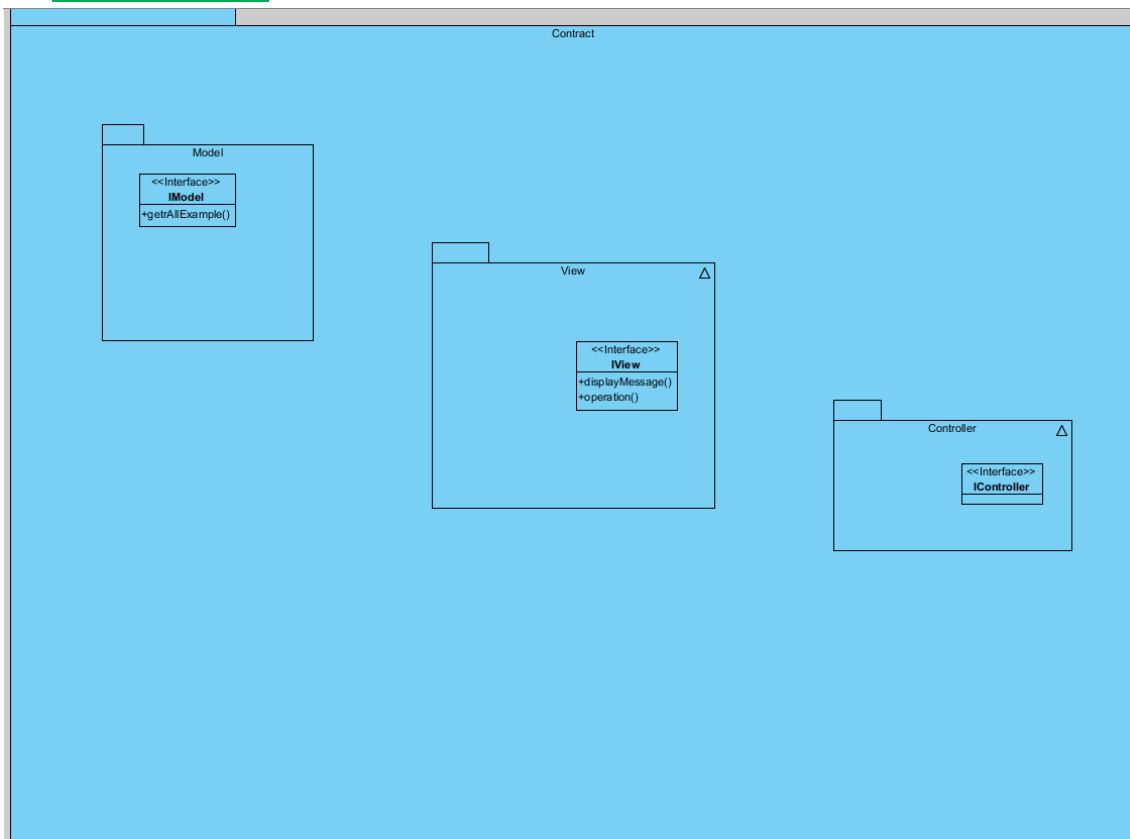 Contract
Model
<<Interface>>
IModel
+getrAllExample()
View
<<Interface>>
IView
+displayMessage()
+operation()
Controller
<<Interface>>
IController